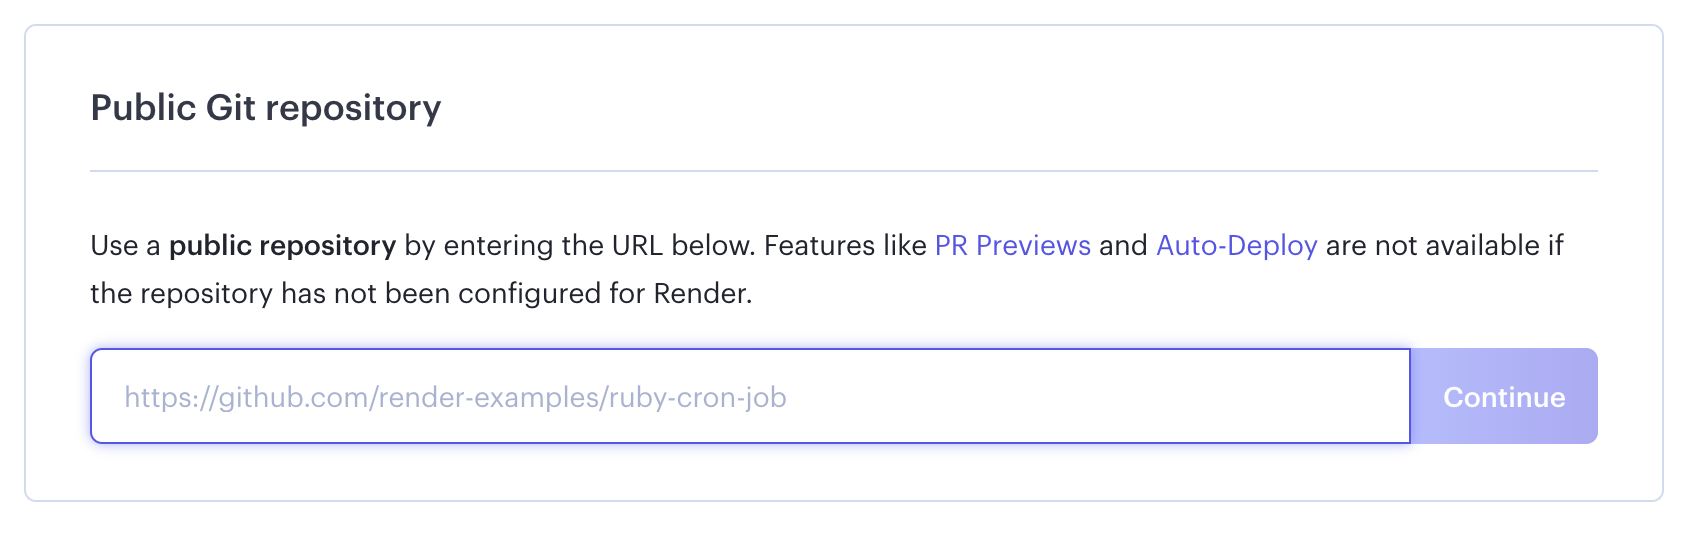 Public Git repository
Use a public repository by entering the URL below. Features like PR Previews and Auto-Deploy are not available if
the repository has not been configured for Render.
https://github.com/render-examples/ruby-cron-job
Continue